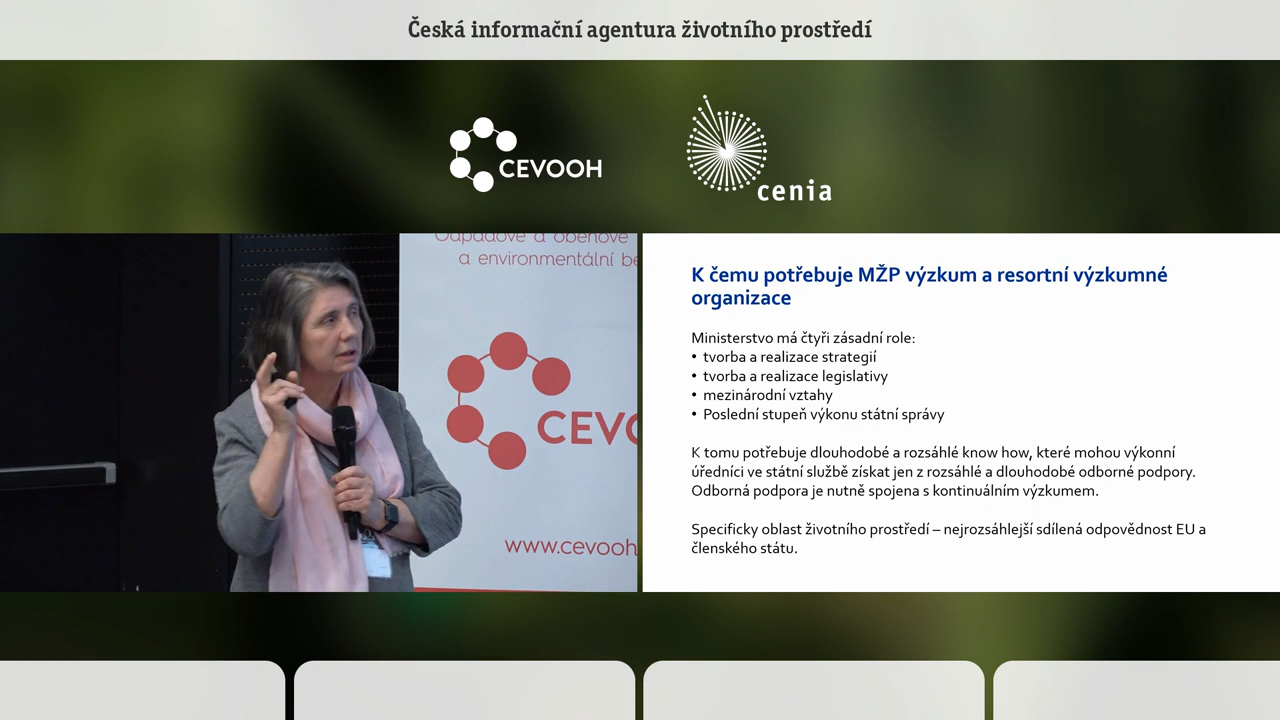 Česká informační agentura životního prostředí
CEVOOH
cenia
Odpadové a oběhové
a environmentální be
CEVO
www.cevooh
K čemu potřebuje MŽP výzkum a resortní výzkumné
organizace
Ministerstvo má čtyři zásadní role:
• tvorba a realizace strategií
• tvorba a realizace legislativy
• mezinárodní vztahy
• Poslední stupeň výkonu státní správy
K tomu potřebuje dlouhodobé a rozsáhlé know how, které mohou výkonní
úředníci ve státní službě získat jen z rozsáhlé a dlouhodobé odborné podpory.
Odborná podpora je nutně spojena s kontinuálním výzkumem.
Specificky oblast životního prostředí – nejrozsáhlejší sdílená odpovědnost EU a
členského státu.